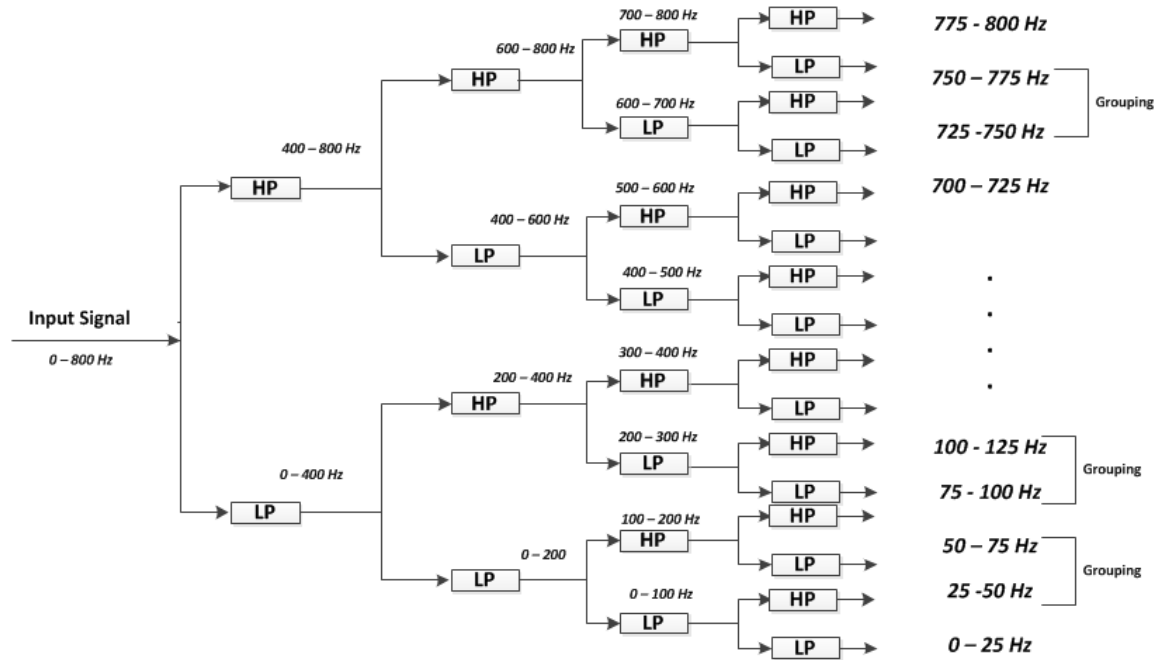 700 – 800 Hz
HP
775 - 800 Hz
600 – 800 Hz
HP
LP
750 – 775 Hz
HP
600 – 700 Hz
HP
Grouping
LP
725 -750 Hz
400 – 800 Hz
LP
HP
500 – 600 Hz
HP
700 – 725 Hz
400 – 600 Hz
HP
LP
LP
400 – 500 Hz
HP
LP
Input Signal
LP
0 – 800 Hz
300 – 400 Hz
HP
200 – 400 Hz
HP
HP
LP
200 – 300 Hz
HP
100 - 125 Hz
0 – 400 Hz
LP
Grouping
LP
75 - 100 Hz
LP
100 – 200 Hz
HP
HP
50 – 75 Hz
0 – 200
LP
LP
Grouping
0 – 100 Hz
HP
25 -50 Hz
LP
LP
0 – 25 Hz